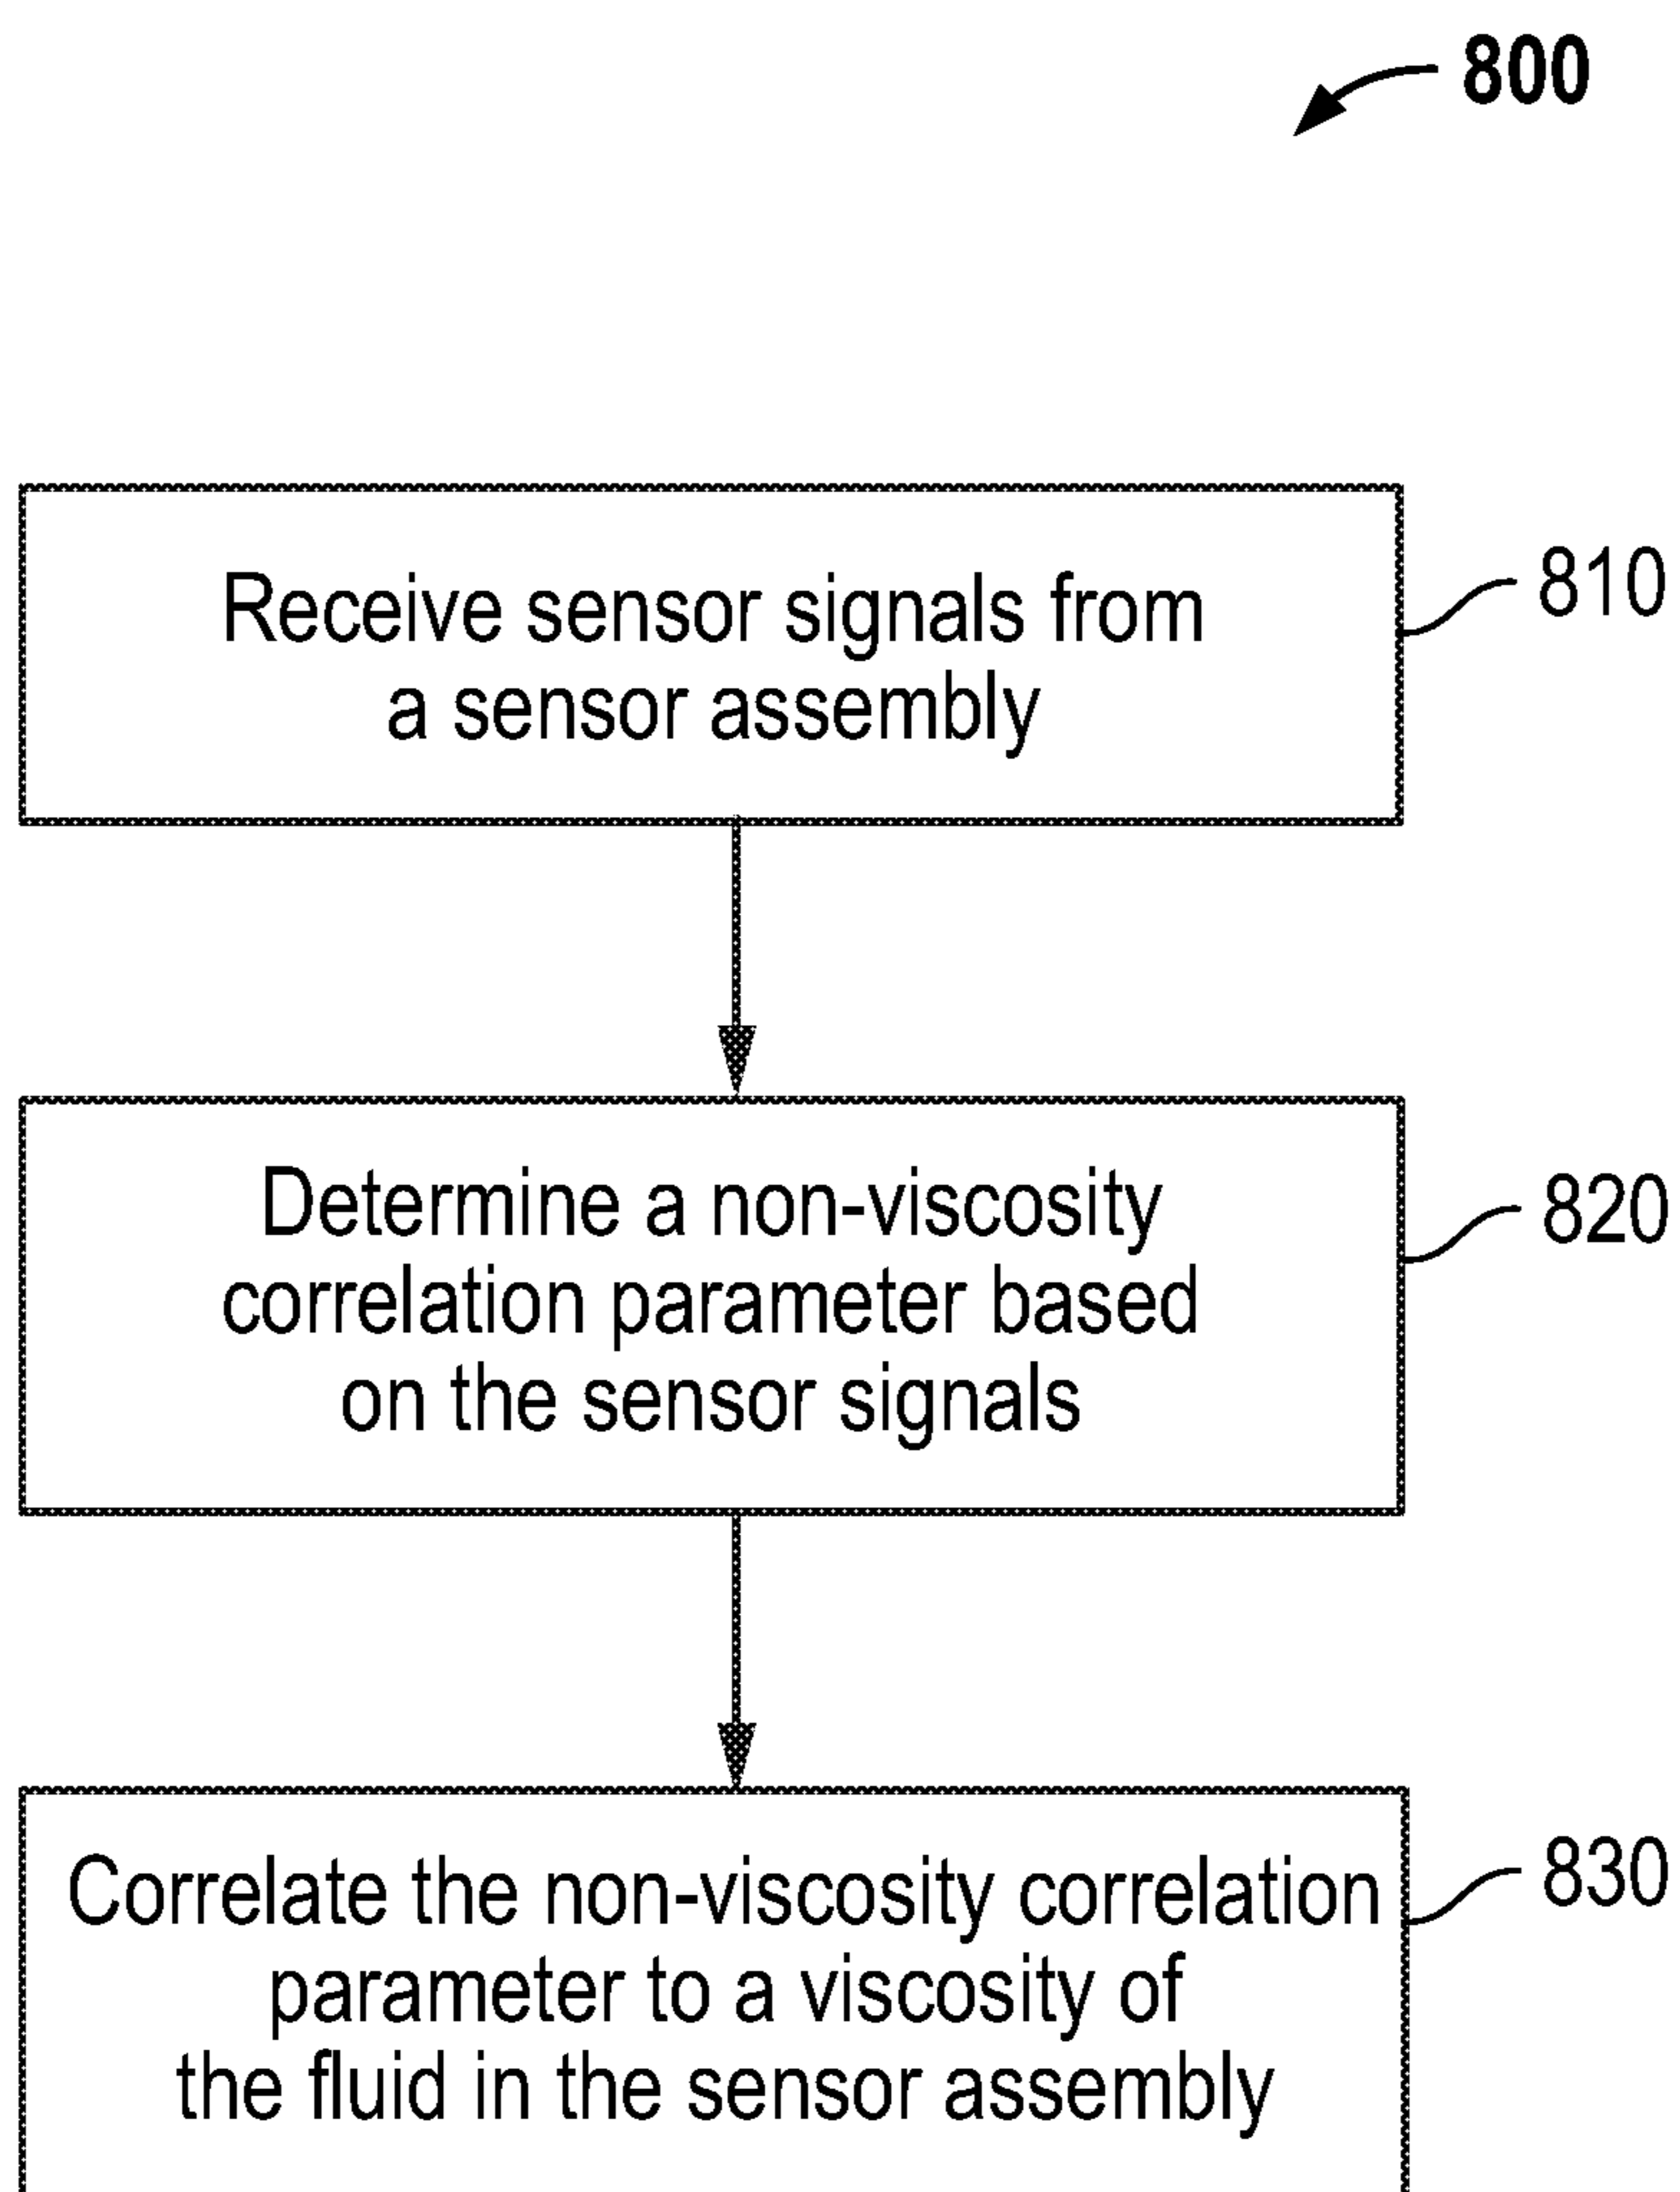 800
Receive sensor signals from
a sensor assembly
810
Determine a non-viscosity
correlation parameter based
on the sensor signals
820
Correlate the non-viscosity correlation
parameter to a viscosity of
the fluid in the sensor assembly
830